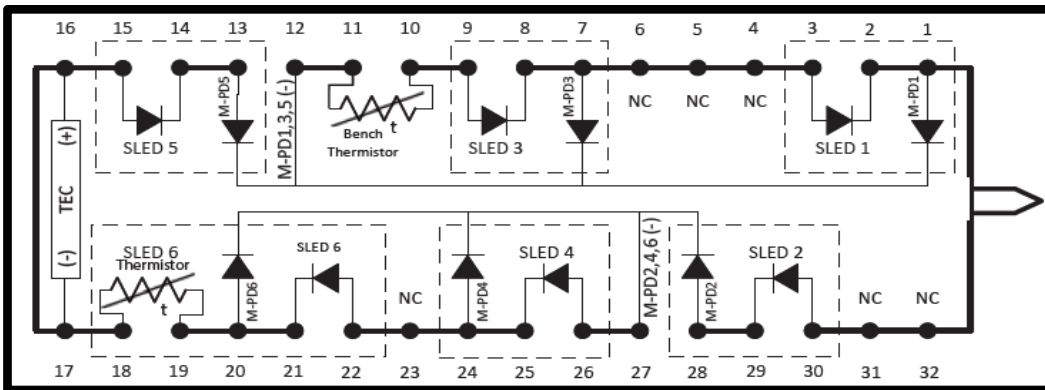 16 15 14 13 12 11 10 9 8 7 6 5 4 3 2 1
M-PD5
M-PD1,3,5 (-)
M-PD3
M-PD1
NC NC NC
(+)
TEC
(-)
SLED 5
Bench
t
Thermistor
SLED 3
SLED 1
SLED 6
Thermistor
t
M-PD6
SLED 6
NC
M-PD4
SLED 4
M-PD2,4,6 (-)
M-PD2
SLED 2
NC NC
17 18 19 20 21 22 23 24 25 26 27 28 29 30 31 32